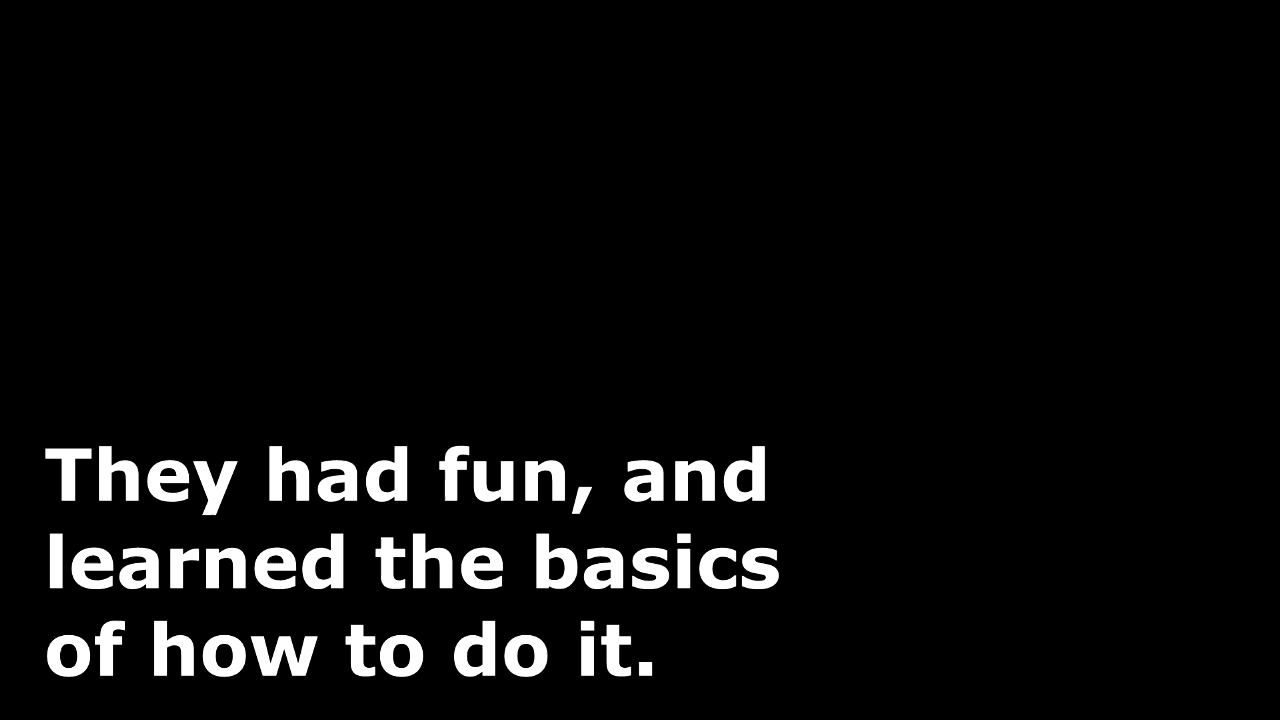 They had fun, and
learned the basics
of how to do it.